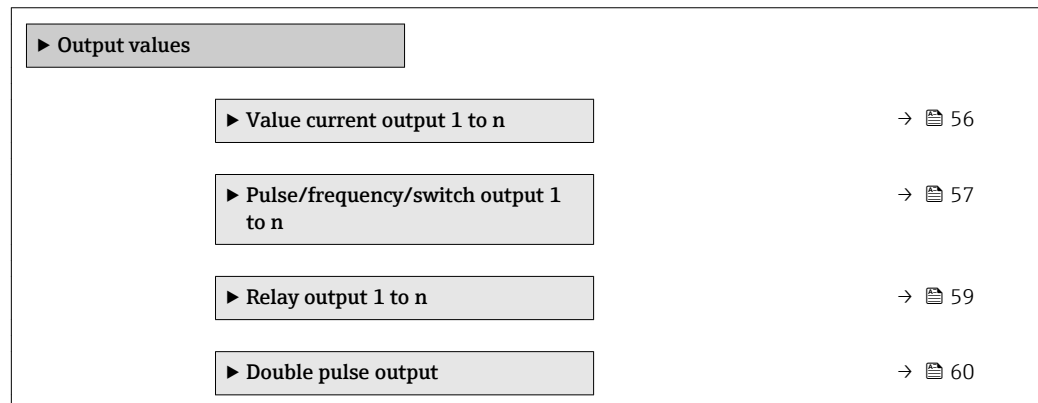 ► Output values
► Value current output 1 to n → 56
► Pulse/frequency/switch output 1
to n → 57
► Relay output 1 to n → 59
► Double pulse output → 60